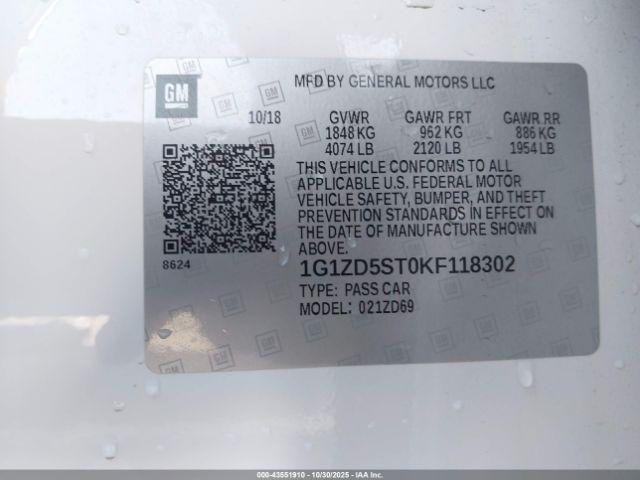 GM
MFD BY GENERAL MOTORS LLC
10/18 GVWR GAWR FRT GAWR RR
1848 KG 962 KG 886 KG
4074 LB 2120 LB 1954 LB
THIS VEHICLE CONFORMS TO ALL
APPLICABLE U.S. FEDERAL MOTOR
VEHICLE SAFETY, BUMPER, AND THEFT
PREVENTION STANDARDS IN EFFECT ON
THE DATE OF MANUFACTURE SHOWN
ABOVE.
8624
1G1ZD5ST0KF118302
TYPE: PASS CAR
MODEL: 021ZD69
000-43551910 - 10/30/2025 - IAA Inc.